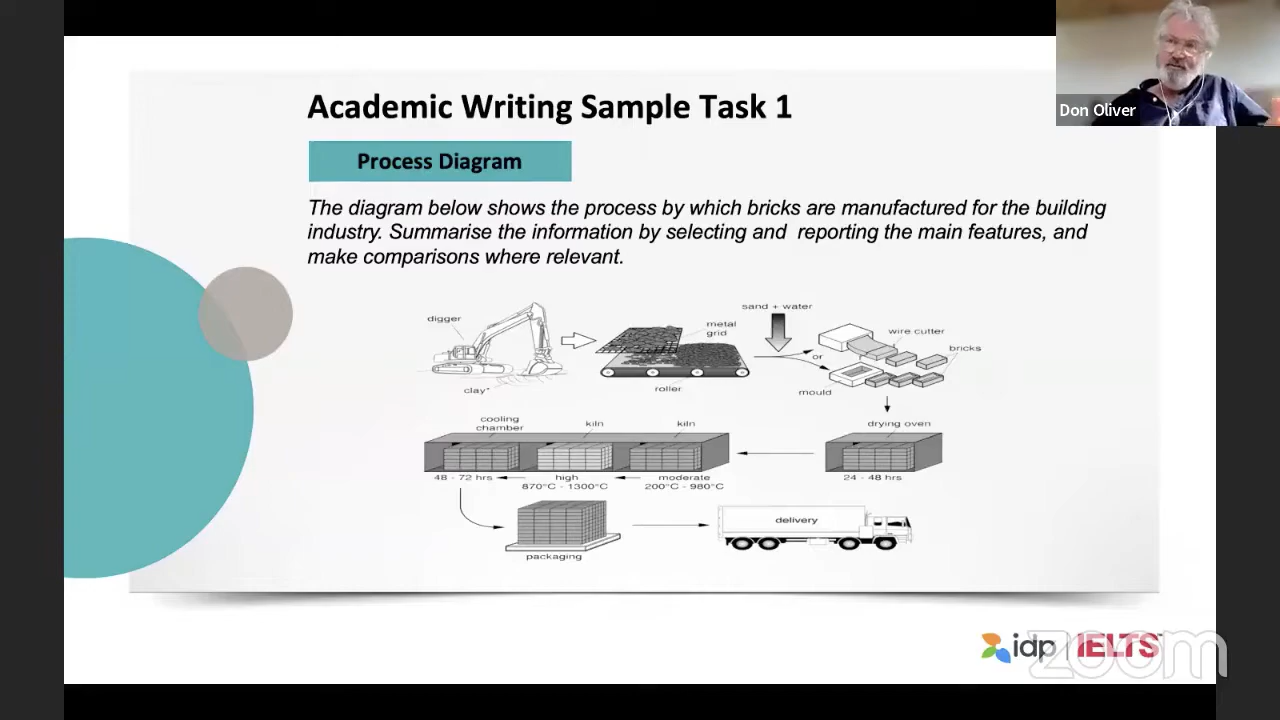 Don Oliver
Academic Writing Sample Task 1
Process Diagram
The diagram below shows the process by which bricks are manufactured for the building
industry. Summarise the information by selecting and reporting the main features, and
make comparisons where relevant.
digger
clay*
metal
grid
roller
sand + water
or
wire cutter
bricks
mould
drying oven
24 - 48 hrs
kiln
moderate
200°C - 980°C
kiln
high
870°C - 1300°C
cooling
chamber
48 - 72 hrs
packaging
delivery
idp | IELTS™
zoom